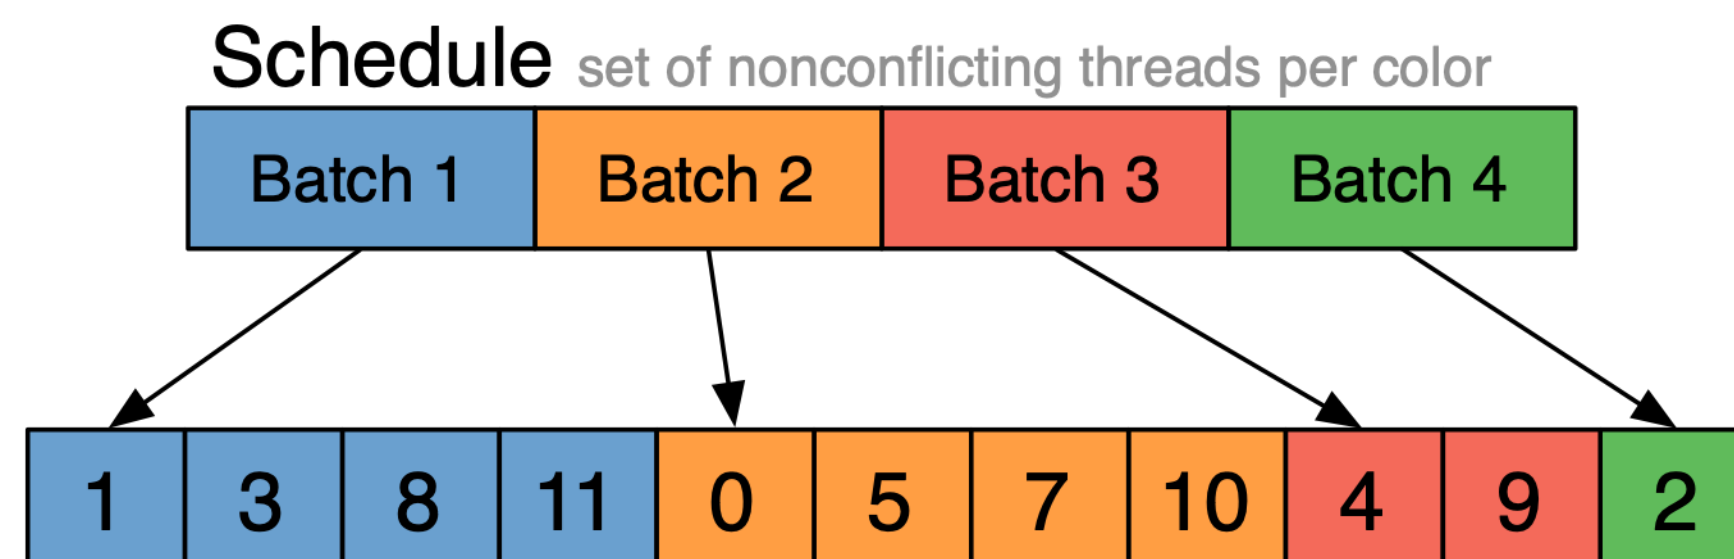 Schedule set of nonconflicting threads per color
Batch 1 Batch 2 Batch 3 Batch 4
1 3 8 11 0 5 7 10 4 9 2